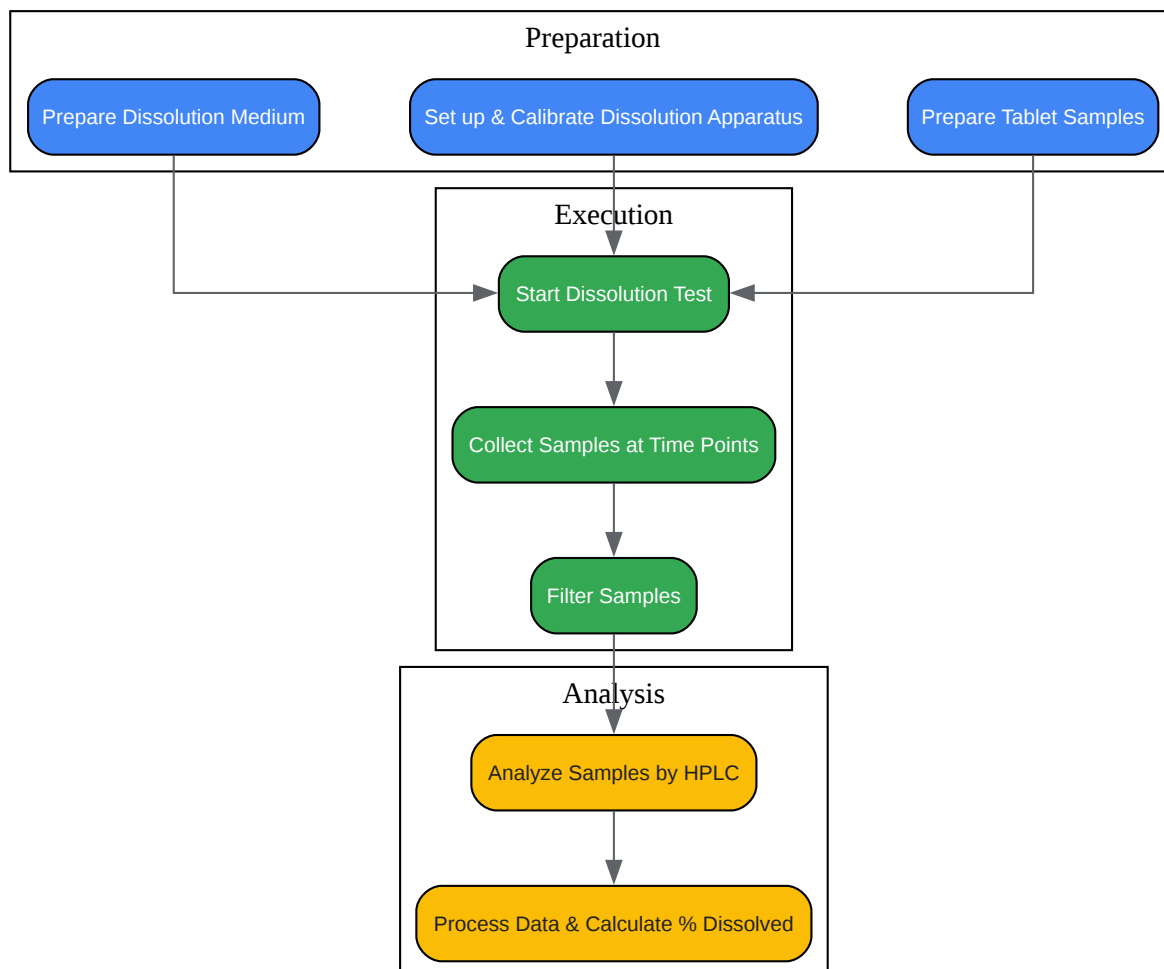 Preparation
Prepare Dissolution Medium
Set up & Calibrate Dissolution Apparatus
Prepare Tablet Samples
Execution
Start Dissolution Test
Collect Samples at Time Points
Filter Samples
Analysis
Analyze Samples by HPLC
Process Data & Calculate % Dissolved